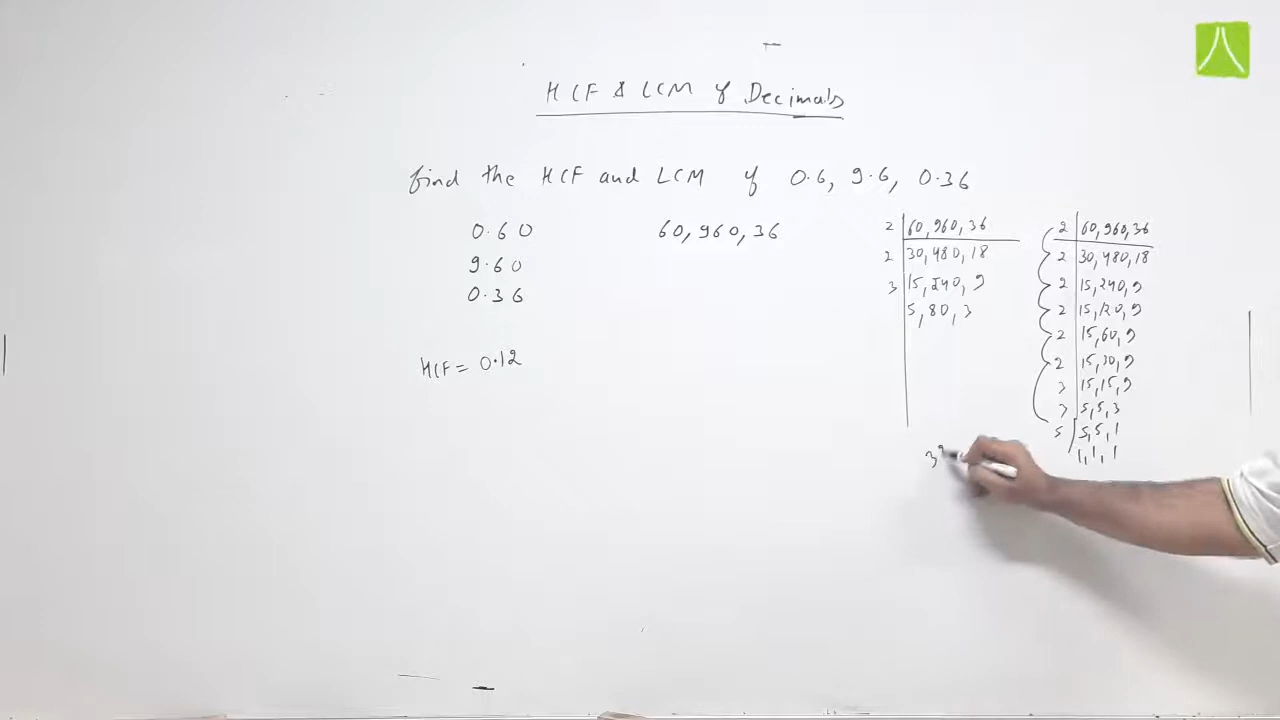 HCF & LCM of Decimals
find the HCF and LCM of 0.6, 9.6, 0.36
0.60
9.60
0.36
60, 960, 36
HCF = 0.12
2 | 60, 960, 36
2 | 30, 480, 18
3 | 15, 240, 9
5, 80, 3
2 | 60, 960, 36
2 | 30, 480, 18
2 | 15, 240, 9
2 | 15, 120, 9
2 | 15, 60, 9
2 | 15, 30, 9
3 | 15, 15, 9
3 | 5, 5, 3
5 | 5, 5, 1
1, 1, 1